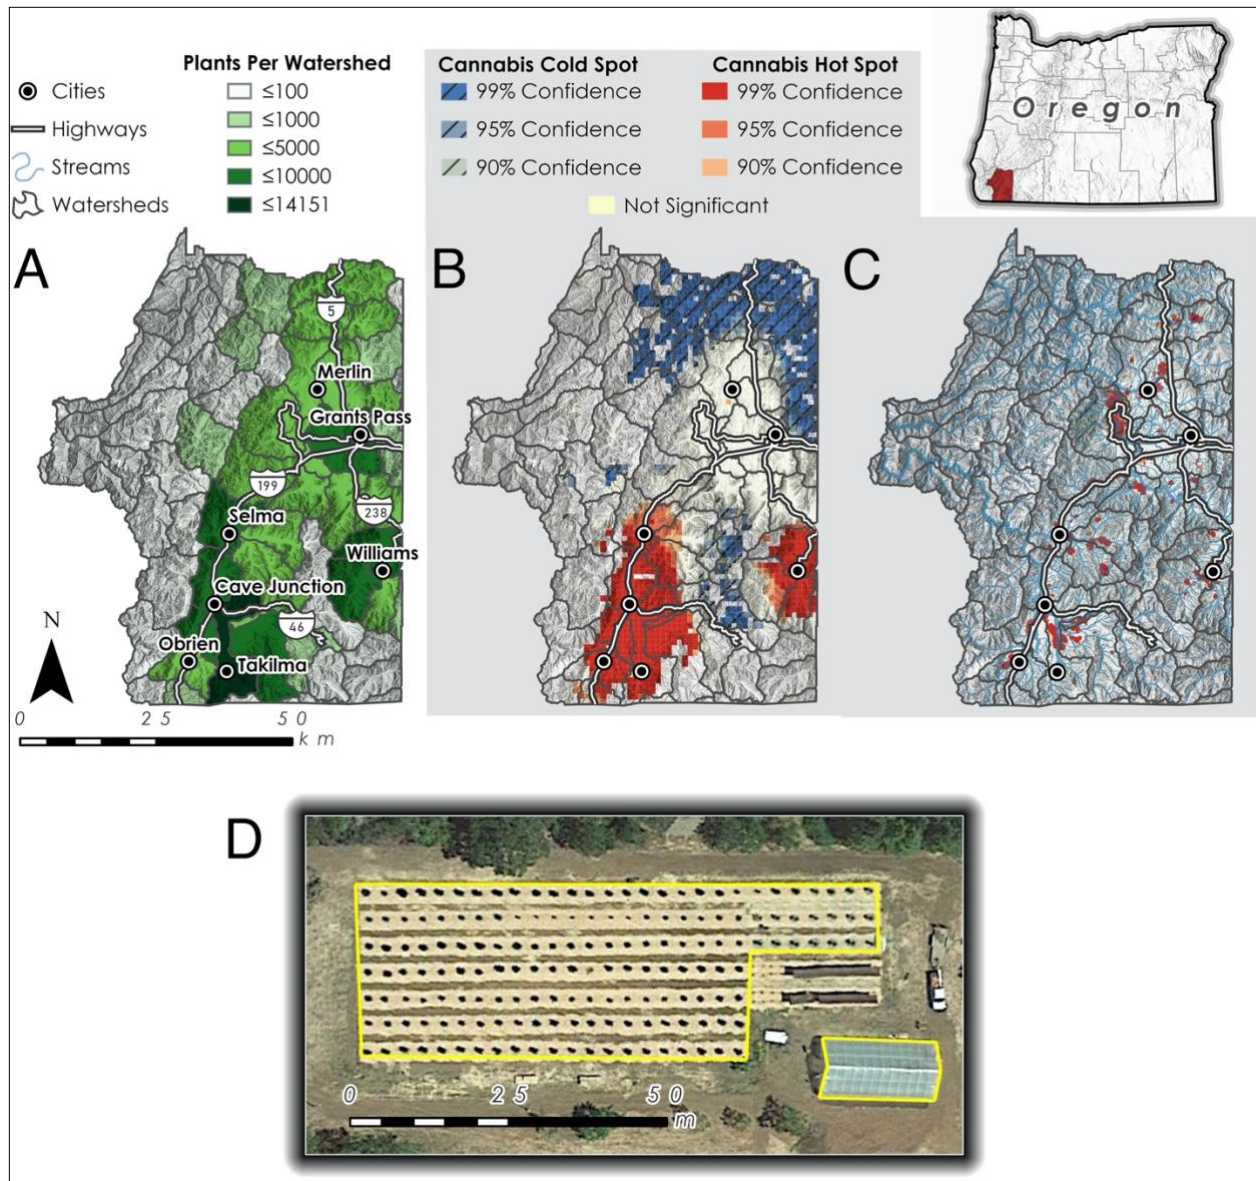 Plants Per Watershed
Cities
Highways
Streams
Watersheds
≤100
≤1000
≤5000
≤10000
≤14151
Cannabis Cold Spot
Cannabis Hot Spot
99% Confidence
99% Confidence
95% Confidence
95% Confidence
90% Confidence
90% Confidence
Not Significant
Oregon
A
B
C
5
Merlin
Grants Pass
199
238
Selma
Williams
Cave Junction
46
Obrien
Takilma
N
0 25 50
km
D
0 25 50
m